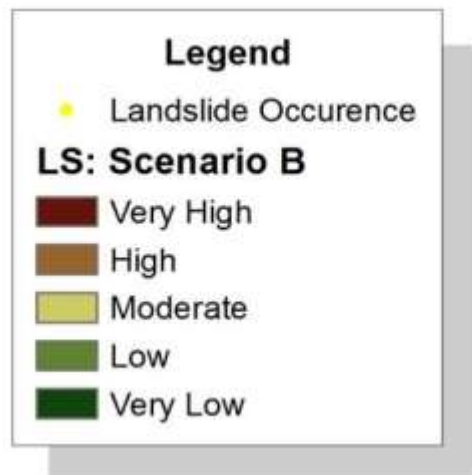 Legend
Landslide Occurence
LS: Scenario B
Very High
High
Moderate
Low
Very Low